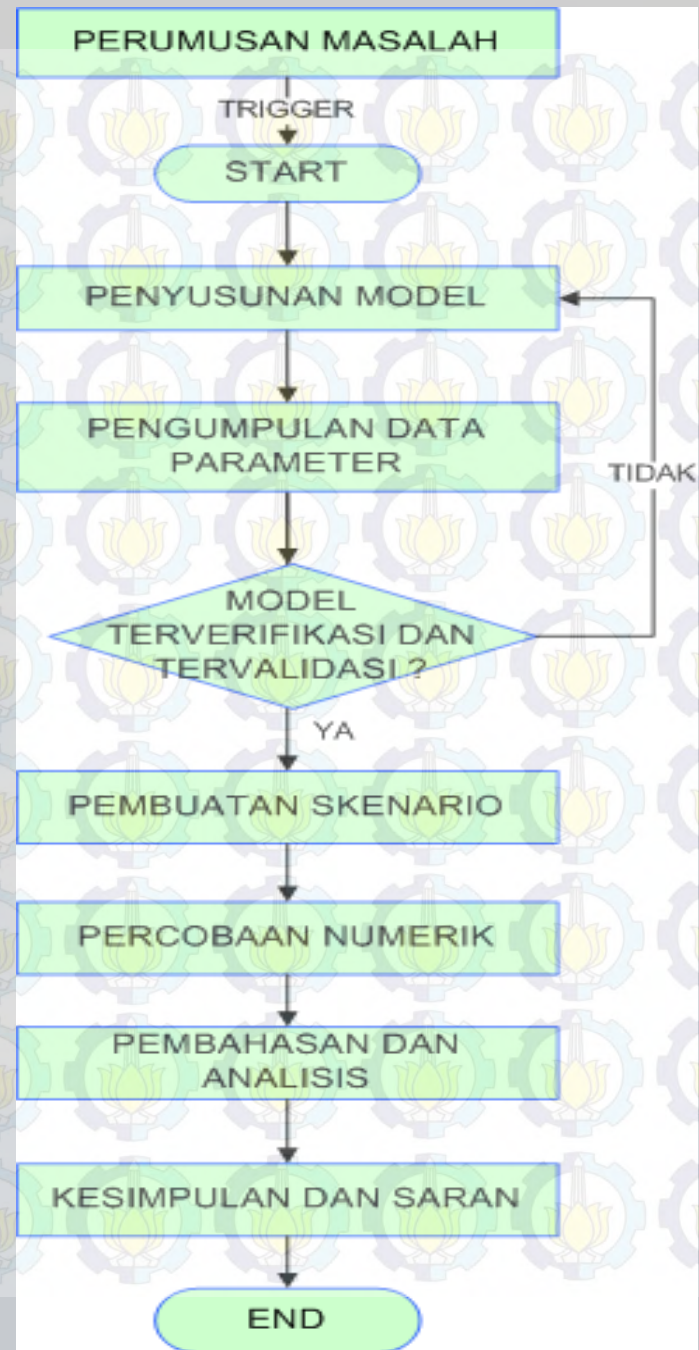 PERUMUSAN MASALAH
TRIGGER
START
PENYUSUNAN MODEL
PENGUMPULAN DATA
PARAMETER
TIDAK
MODEL
TERVERIFIKASI DAN
TERVALIDASI ?
YA
PEMBUATAN SKENARIO
PERCOBAAN NUMERIK
PEMBAHASAN DAN
ANALISIS
KESIMPULAN DAN SARAN
END